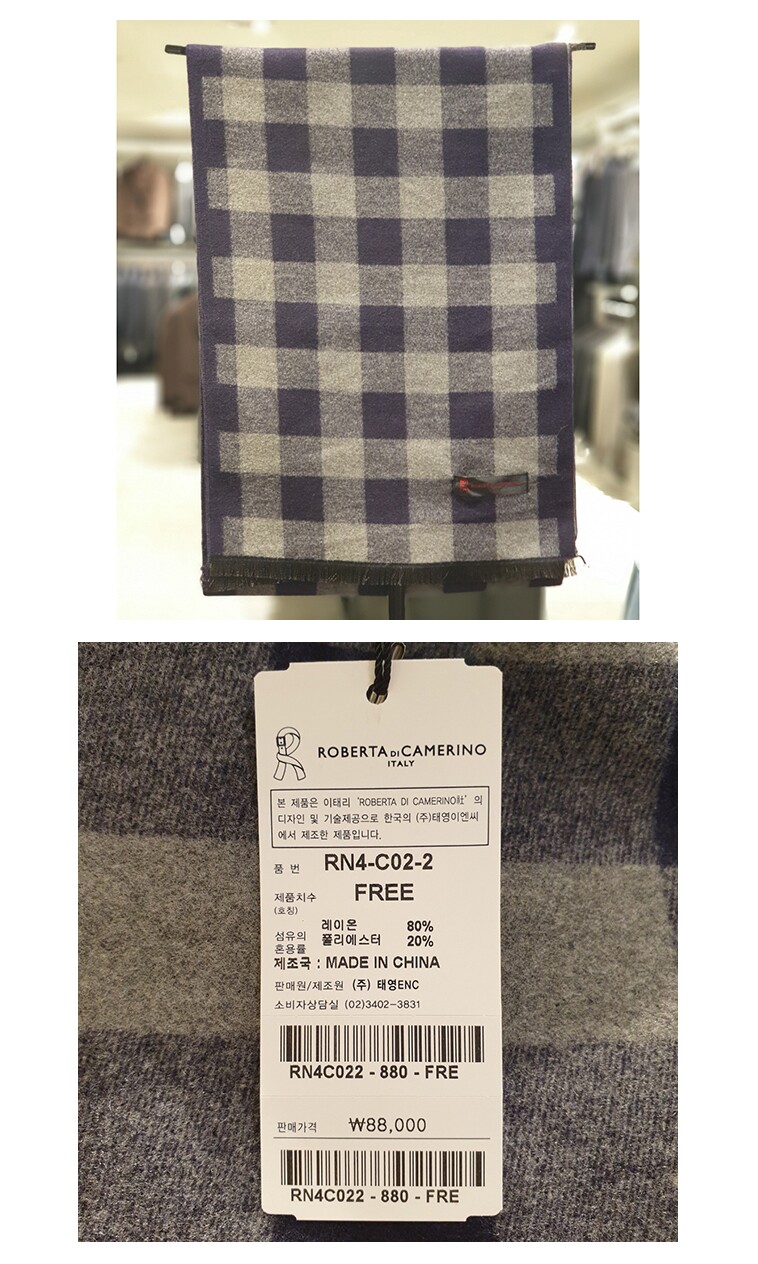 ROBERTA DI CAMERINO
ITALY
본 제품은 이태리 'ROBERTA DI CAMERINO社' 의
디자인 및 기술제공으로 한국의 (주)태영이엔씨
에서 제조한 제품입니다.
품 번 RN4-C02-2
제품치수 FREE
(호칭)
섬유의 레이온 80%
혼용률 폴리에스터 20%
제조국 : MADE IN CHINA
판매원/제조원 (주) 태영ENC
소비자상담실 (02)3402-3831
RN4C022 - 880 - FRE
판매가격 ₩88,000
RN4C022 - 880 - FRE